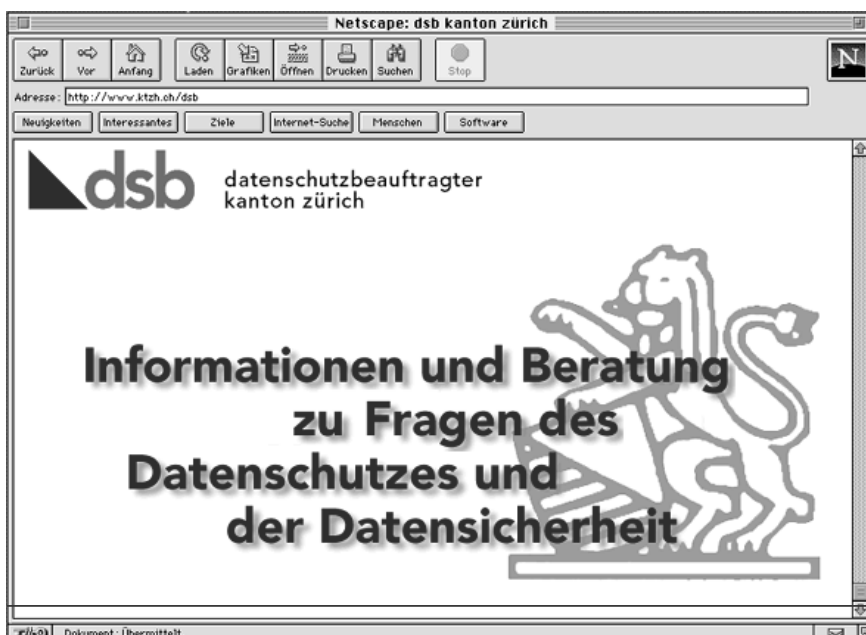 Netscape: dsb kanton zürich
Zurück Vor Anfang Laden Grafiken Öffnen Drucken Suchen Stop
N
Adresse: http://www.ktzh.ch/dsb
Neuigkeiten Interessantes Ziele Internet-Suche Menschen Software
dsb datenschutzbeauftragter
kanton zürich
Informationen und Beratung
zu Fragen des
Datenschutzes und
der Datensicherheit
Dokument: Übermittelt